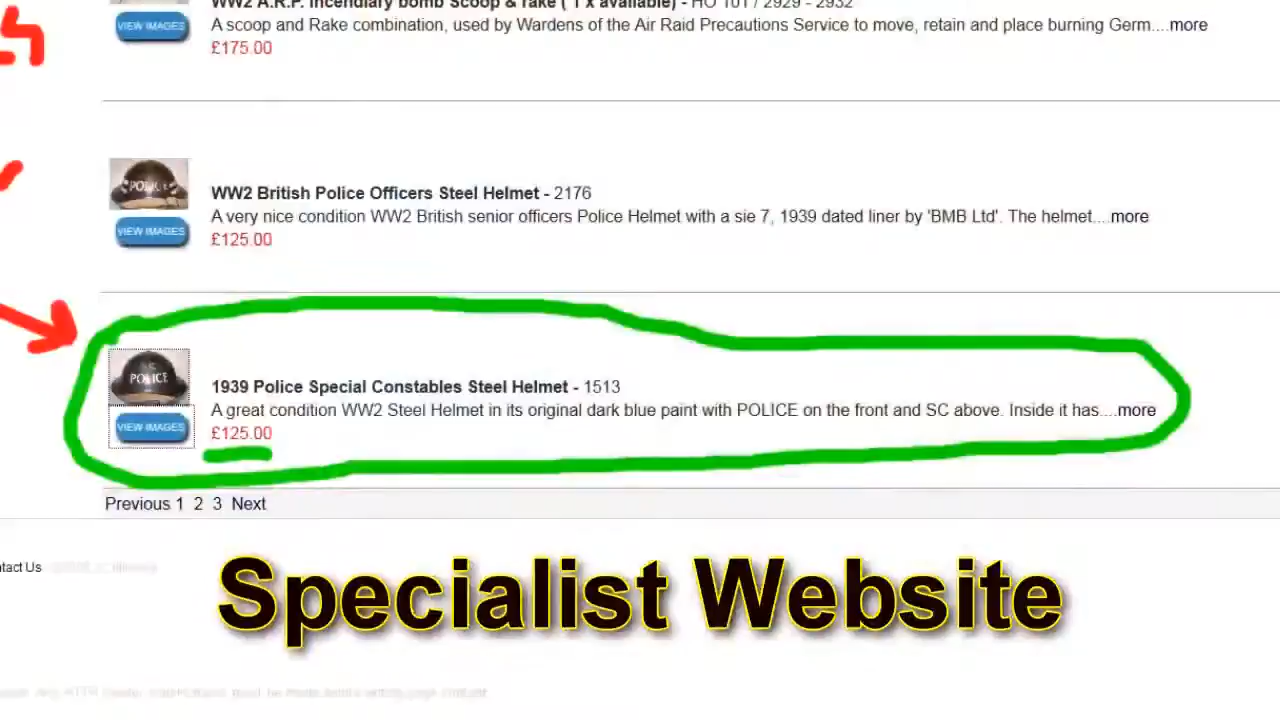 WW2 A.R.P. Incendiary bomb Scoop & rake ( 1 x available) - HO 101 / 2929 - 2932
VIEW IMAGES
A scoop and Rake combination, used by Wardens of the Air Raid Precautions Service to move, retain and place burning Germ....more
£175.00
POLICE
WW2 British Police Officers Steel Helmet - 2176
VIEW IMAGES
A very nice condition WW2 British senior officers Police Helmet with a sie 7, 1939 dated liner by 'BMB Ltd'. The helmet....more
£125.00
POLICE
1939 Police Special Constables Steel Helmet - 1513
VIEW IMAGES
A great condition WW2 Steel Helmet in its original dark blue paint with POLICE on the front and SC above. Inside it has....more
£125.00
Previous 1 2 3 Next
tact Us
Specialist Website